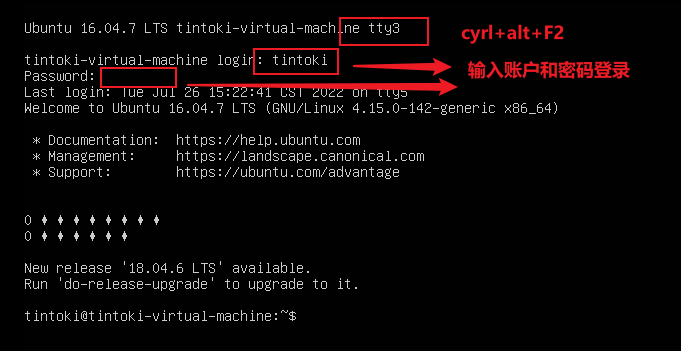 Ubuntu 16.04.7 LTS tintoki-virtual-machine tty3
cyrl+alt+F2
tintoki-virtual-machine login: tintoki
输入账户和密码登录
Password:
Last login: Tue Jul 26 15:22:41 CST 2022 on tty5
Welcome to Ubuntu 16.04.7 LTS (GNU/Linux 4.15.0-142-generic x86_64)
* Documentation: https://help.ubuntu.com
* Management: https://landscape.canonical.com
* Support: https://ubuntu.com/advantage
0 ♦ ♦ ♦ ♦ ♦ ♦ ♦ ♦
0 ♦ ♦ ♦ ♦ ♦ ♦
New release '18.04.6 LTS' available.
Run 'do-release-upgrade' to upgrade to it.
tintoki@tintoki-virtual-machine:~$